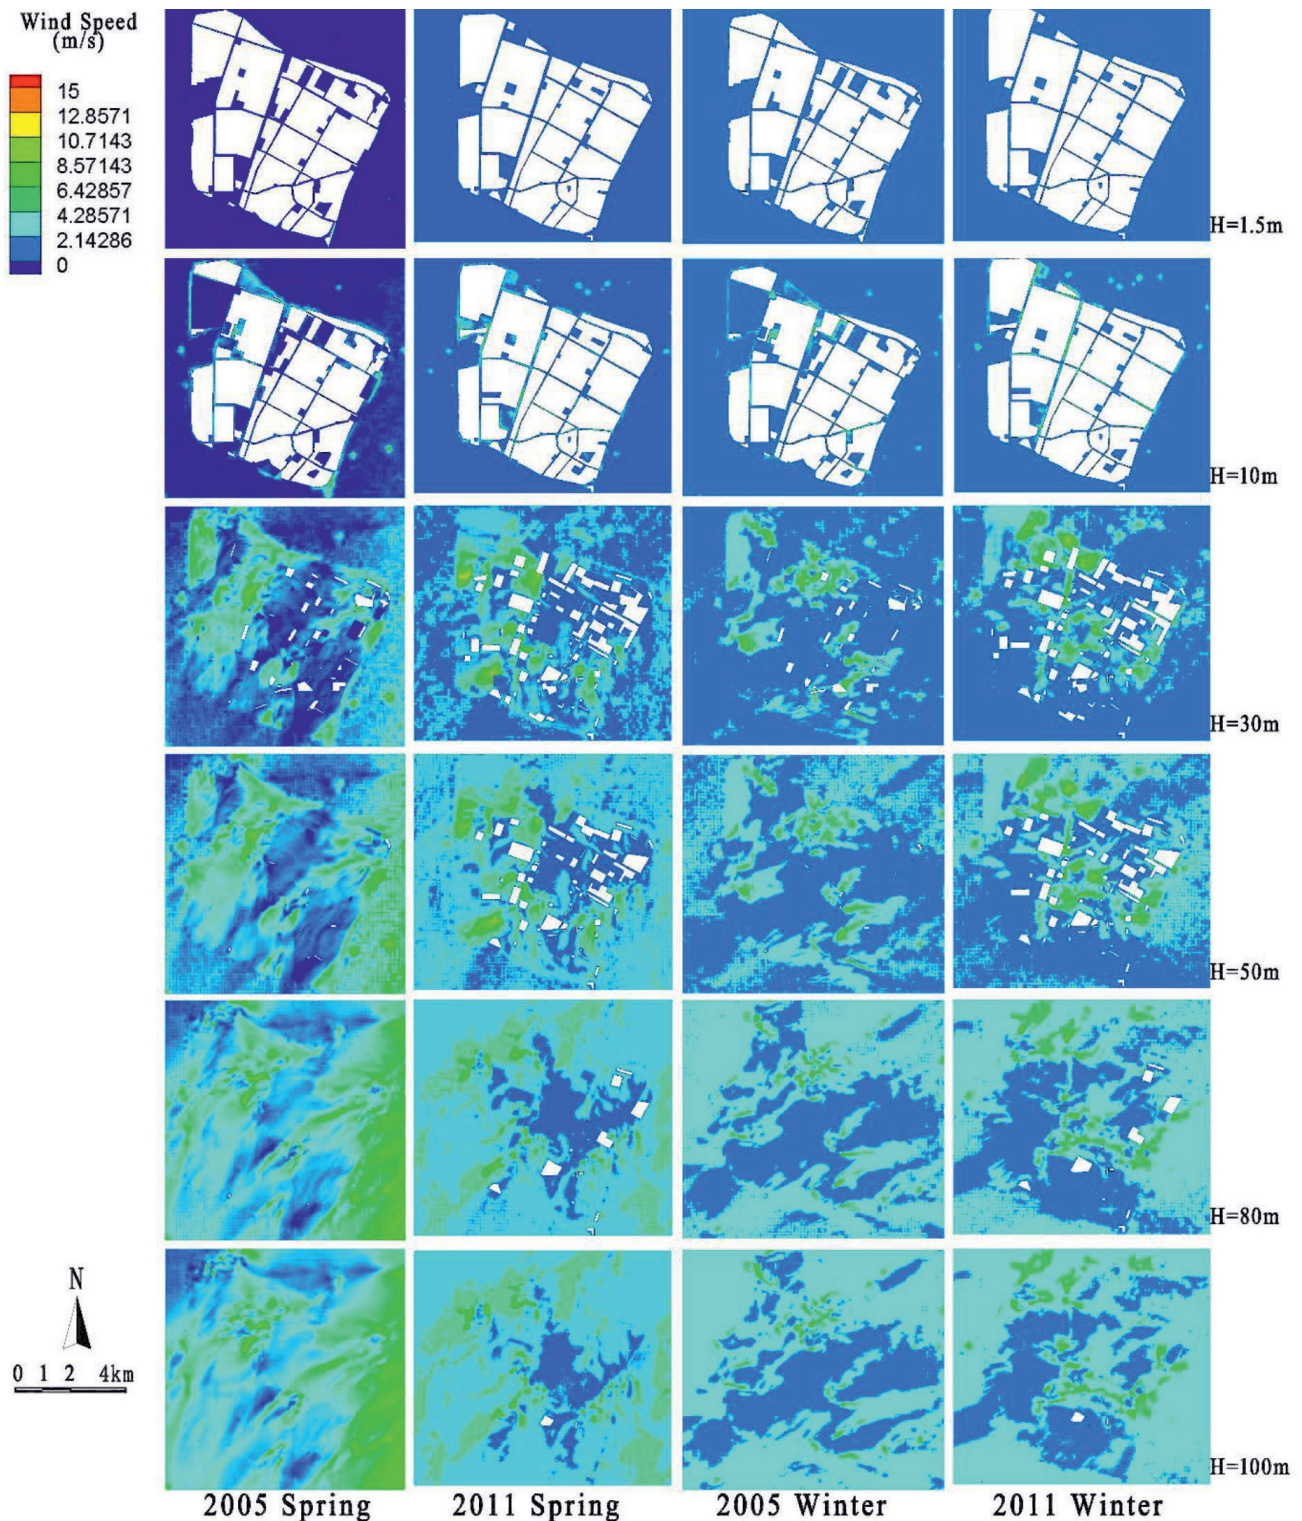 Wind Speed
(m/s)
15
12.8571
10.7143
8.57143
6.42857
4.28571
2.14286
0
H=1.5m
H=10m
H=30m
H=50m
H=80m
N
0 1 2 4km
H=100m
2005 Spring 2011 Spring 2005 Winter 2011 Winter